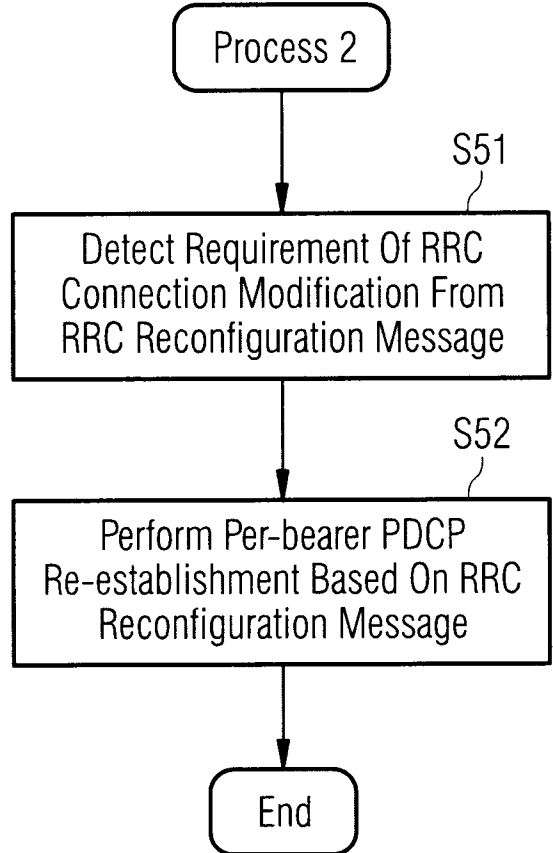 Process 2
S51
Detect Requirement Of RRC
Connection Modification From
RRC Reconfiguration Message
S52
Perform Per-bearer PDCP
Re-establishment Based On RRC
Reconfiguration Message
End